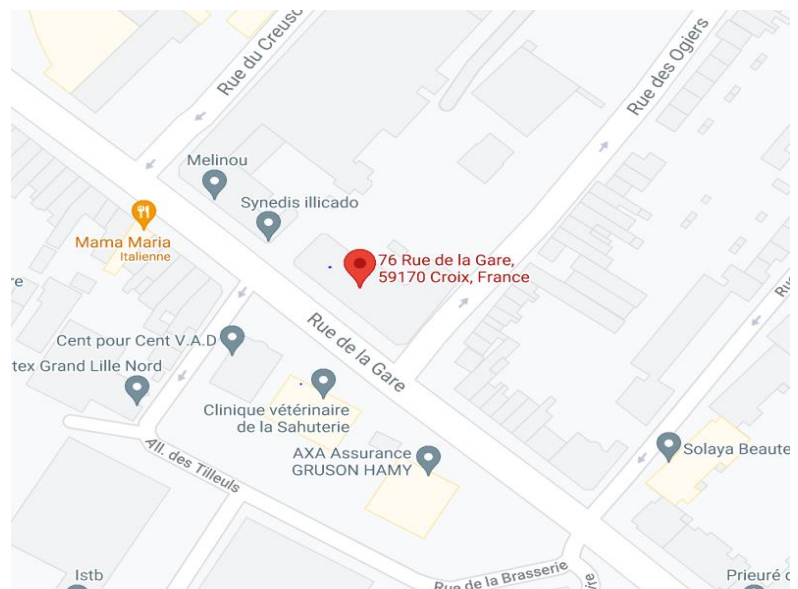 Rue du Creuso
Rue des Ogiers
Melinou
Synedis illicado
Mama Maria
Italienne
76 Rue de la Gare,
59170 Croix, France
re
Ru
Rue de la Gare
Cent pour Cent V.A.D
tex Grand Lille Nord
Clinique vétérinaire
de la Sahuterie
All. des Tilleuls
AXA Assurance
GRUSON HAMY
Solaya Beaute
Istb
Rue de la Brasserie
Prieuré d